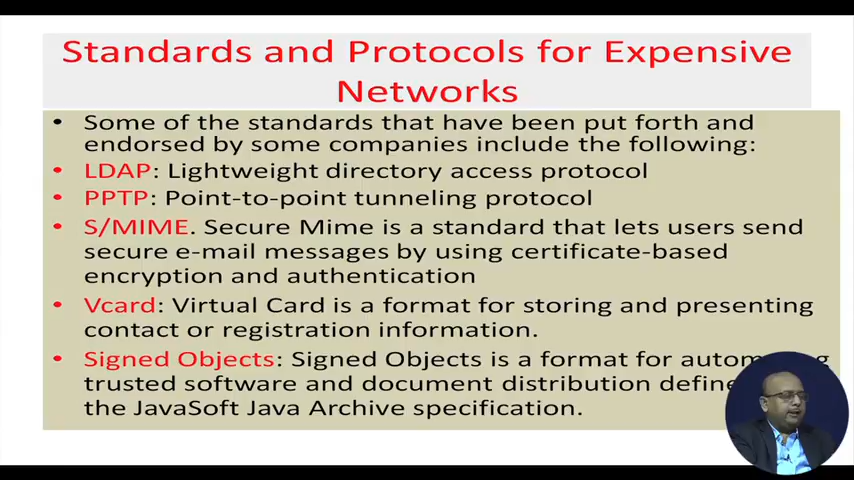 Standards and Protocols for Expensive
Networks
• Some of the standards that have been put forth and
endorsed by some companies include the following:
• LDAP: Lightweight directory access protocol
• PPTP: Point-to-point tunneling protocol
• S/MIME. Secure Mime is a standard that lets users send
secure e-mail messages by using certificate-based
encryption and authentication
• Vcard: Virtual Card is a format for storing and presenting
contact or registration information.
• Signed Objects: Signed Objects is a format for
trusted software and document distribution
the JavaSoft Java Archive specification.